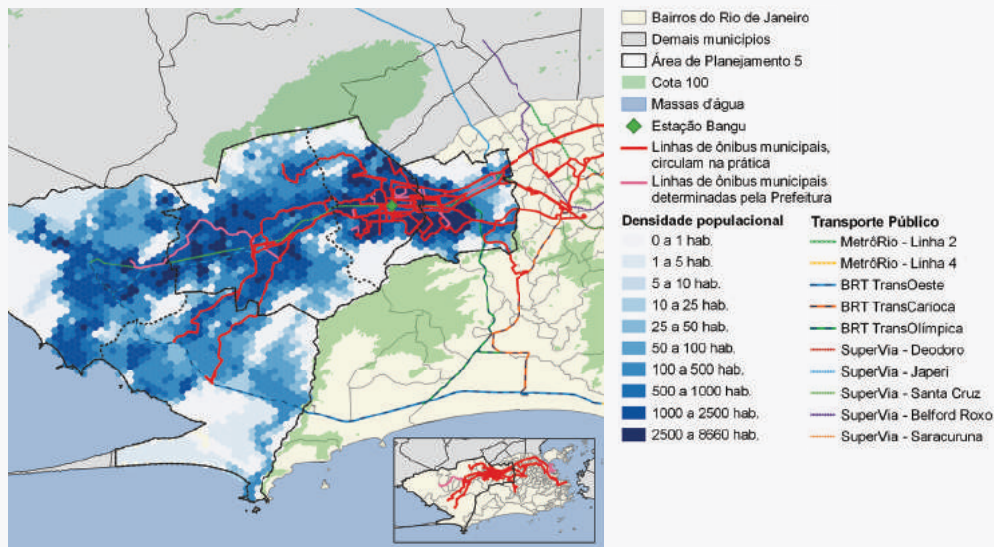 Bairros do Rio de Janeiro
Demais municípios
Área de Planejamento 5
Cota 100
Massas d'água
Estação Bangu
Linhas de ônibus municipais,
circulam na prática
Linhas de ônibus municipais
determinadas pela Prefeitura
Densidade populacional
0 a 1 hab.
1 a 5 hab.
5 a 10 hab.
10 a 25 hab.
25 a 50 hab.
50 a 100 hab.
100 a 500 hab.
500 a 1000 hab.
1000 a 2500 hab.
2500 a 8660 hab.
Transporte Público
MetrôRio - Linha 2
MetrôRio - Linha 4
BRT TransOeste
BRT TransCarioca
BRT TransOlímpica
SuperVia - Deodoro
SuperVia - Japeri
SuperVia - Santa Cruz
SuperVia - Belford Roxo
SuperVia - Saracuruna